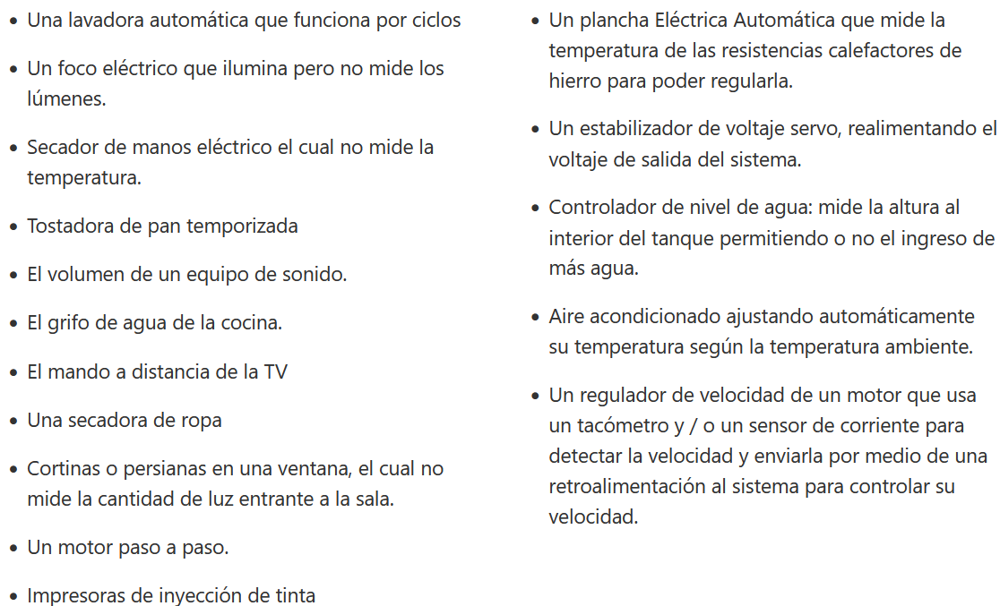 • Una lavadora automática que funciona por ciclos
• Un foco eléctrico que ilumina pero no mide los
lúmenes.
• Secador de manos eléctrico el cual no mide la
temperatura.
• Tostadora de pan temporizada
• El volumen de un equipo de sonido.
• El grifo de agua de la cocina.
• El mando a distancia de la TV
• Una secadora de ropa
• Cortinas o persianas en una ventana, el cual no
mide la cantidad de luz entrante a la sala.
• Un motor paso a paso.
• Impresoras de inyección de tinta
• Un plancha Eléctrica Automática que mide la
temperatura de las resistencias calefactores de
hierro para poder regularla.
• Un estabilizador de voltaje servo, realimentando el
voltaje de salida del sistema.
• Controlador de nivel de agua: mide la altura al
interior del tanque permitiendo o no el ingreso de
más agua.
• Aire acondicionado ajustando automáticamente
su temperatura según la temperatura ambiente.
• Un regulador de velocidad de un motor que usa
un tacómetro y / o un sensor de corriente para
detectar la velocidad y enviarla por medio de una
retroalimentación al sistema para controlar su
velocidad.